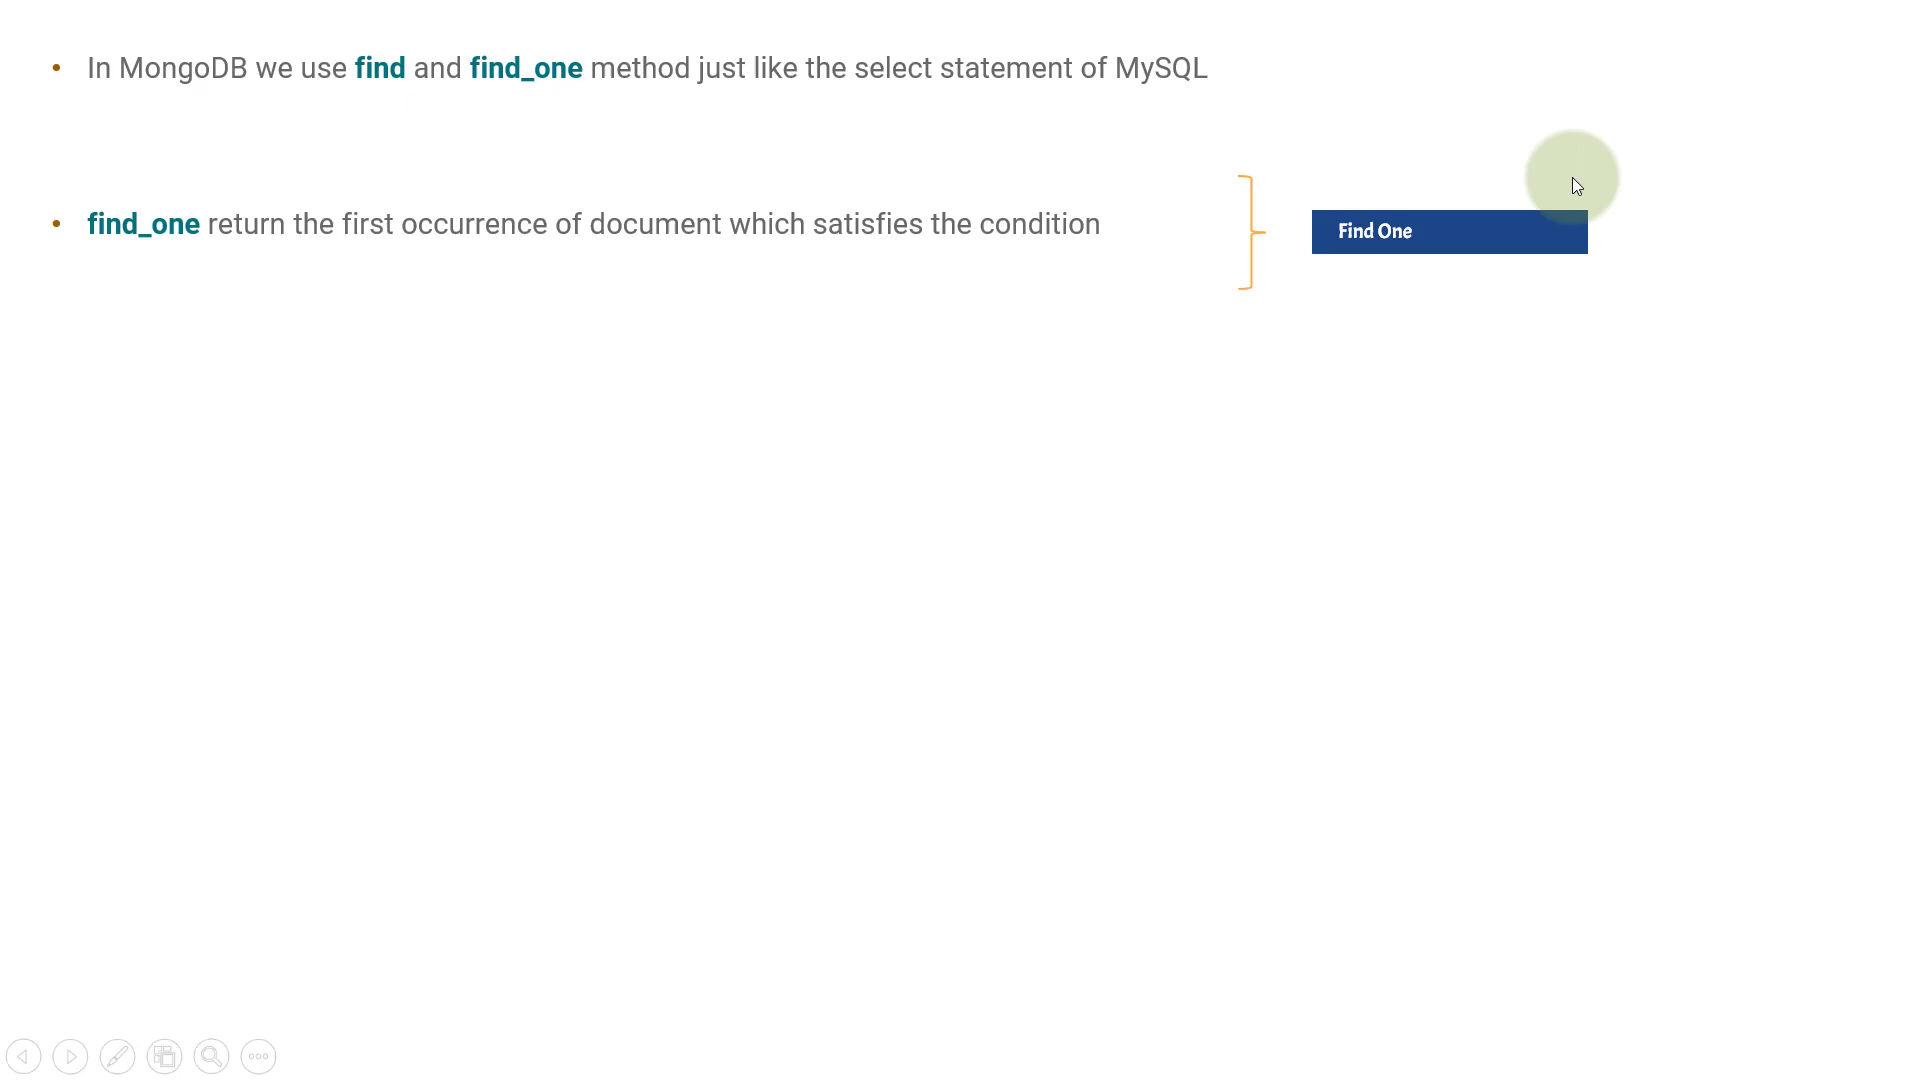 • In MongoDB we use find and find_one method just like the select statement of MySQL
• find_one return the first occurrence of document which satisfies the condition
Find One